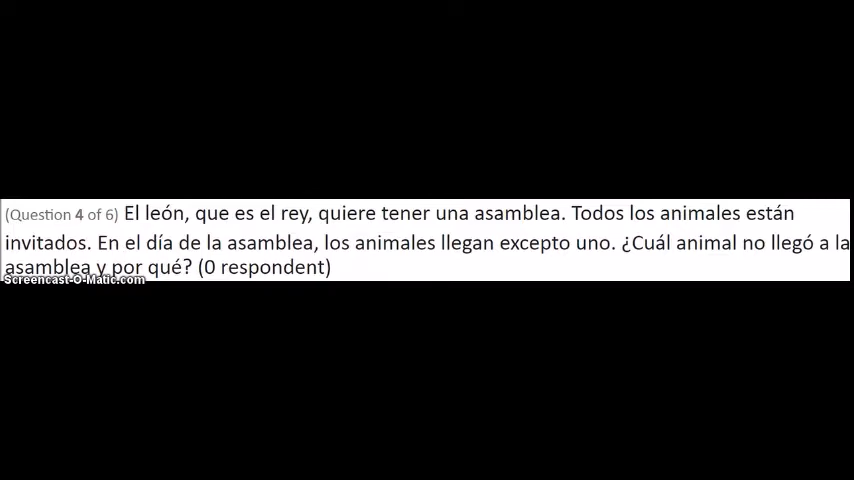 (Question 4 of 6) El león, que es el rey, quiere tener una asamblea. Todos los animales están
invitados. En el día de la asamblea, los animales llegan excepto uno. ¿Cuál animal no llegó a la
asamblea y por qué? (0 respondent)
Screencast-O-Matic.com